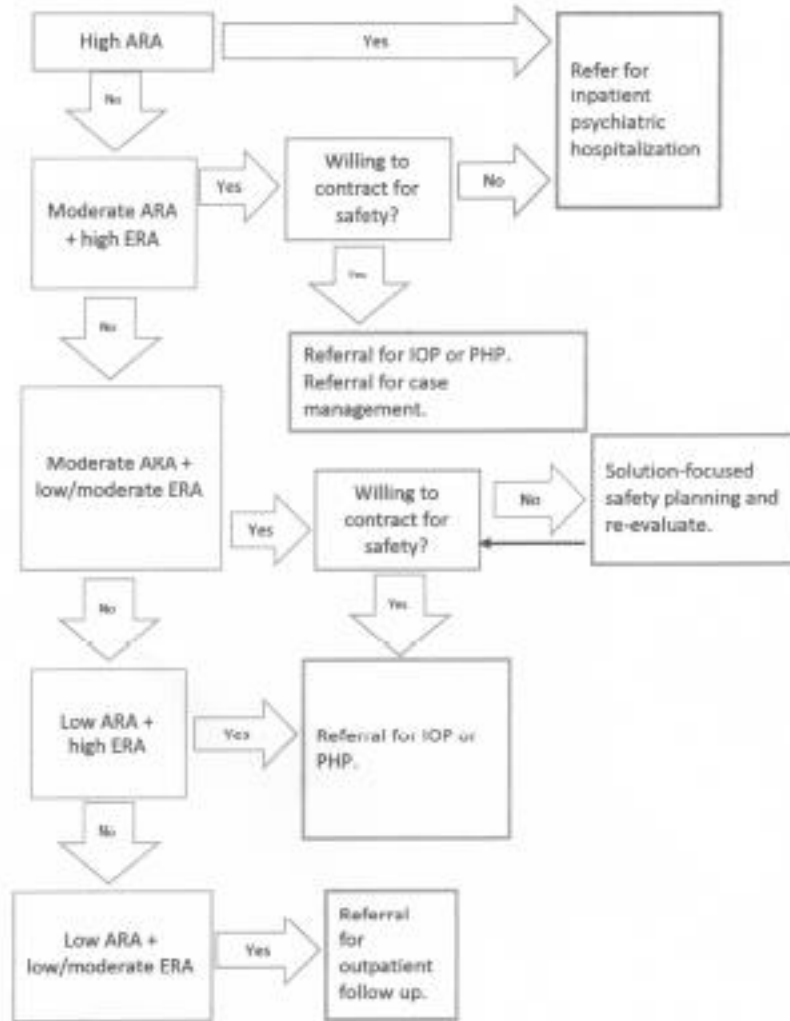 High ARA
Yes
Refer for
inpatient
psychiatric
hospitalization
No
Moderate ARA
+ high ERA
Yes
Willing to
contract for
safety?
No
Yes
No
Referral for IOP or PHP.
Referral for case
management.
Moderate ARA +
low/moderate ERA
Yes
Willing to
contract for
safety?
No
Solution-focused
safety planning and
re-evaluate.
No
Yes
Low ARA +
high ERA
Yes
Referral for IOP or
PHP.
No
Low ARA +
low/moderate ERA
Yes
Referral
for
outpatient
follow up.